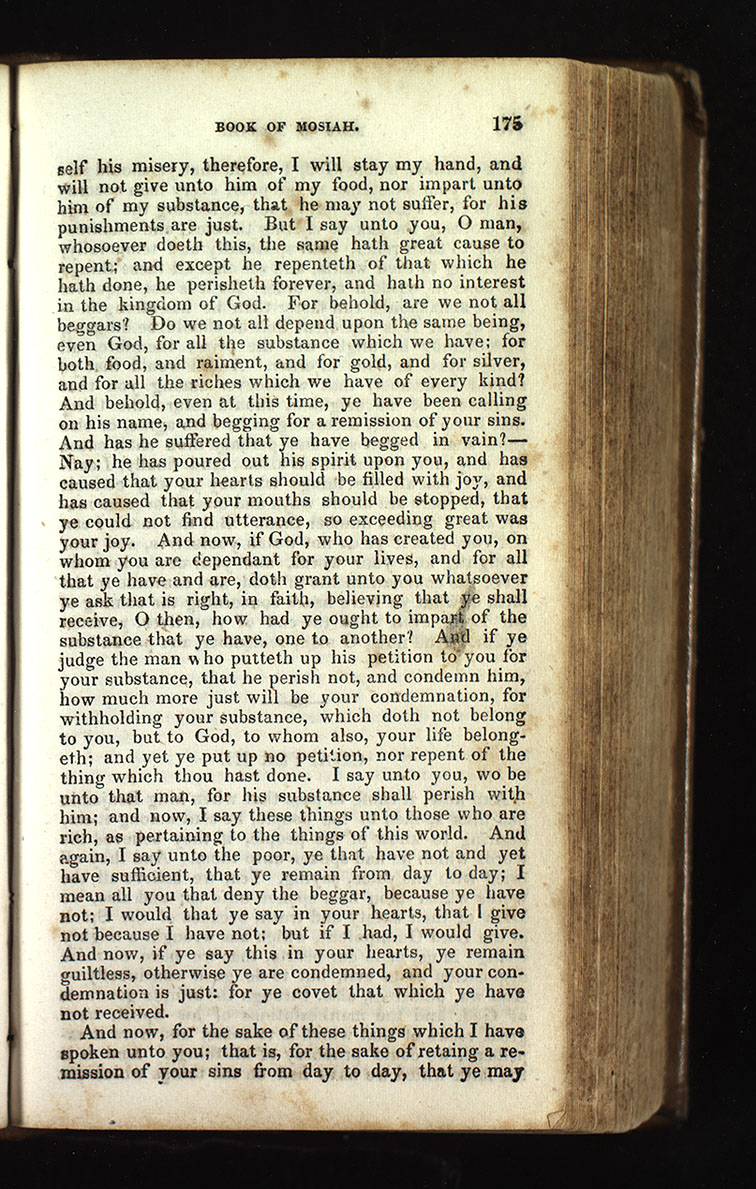 BOOK OF MOSIAH. 175
self his misery, therefore, I will stay my hand, and
will not give unto him of my food, nor impart unto
him of my substance, that he may not suffer, for his
punishments are just. But I say unto you, O man,
whosoever doeth this, the same hath great cause to
repent; and except he repenteth of that which he
hath done, he perisheth forever, and hath no interest
in the kingdom of God. For behold, are we not all
beggars? Do we not all depend upon the same being,
even God, for all the substance which we have; for
both food, and raiment, and for gold, and for silver,
and for all the riches which we have of every kind?
And behold, even at this time, ye have been calling
on his name, and begging for a remission of your sins.
And has he suffered that ye have begged in vain?—
Nay; he has poured out his spirit upon you, and has
caused that your hearts should be filled with joy, and
has caused that your mouths should be stopped, that
ye could not find utterance, so exceeding great was
your joy. And now, if God, who has created you, on
whom you are dependant for your lives, and for all
that ye have and are, doth grant unto you whatsoever
ye ask that is right, in faith, believing that ye shall
receive, O then, how had ye ought to impart of the
substance that ye have, one to another? And if ye
judge the man who putteth up his petition to you for
your substance, that he perish not, and condemn him,
how much more just will be your condemnation, for
withholding your substance, which doth not belong
to you, but to God, to whom also, your life belong-
eth; and yet ye put up no petition, nor repent of the
thing which thou hast done. I say unto you, wo be
unto that man, for his substance shall perish with
him; and now, I say these things unto those who are
rich, as pertaining to the things of this world. And
again, I say unto the poor, ye that have not and yet
have sufficient, that ye remain from day to day; I
mean all you that deny the beggar, because ye have
not; I would that ye say in your hearts, that I give
not because I have not; but if I had, I would give.
And now, if ye say this in your hearts, ye remain
guiltless, otherwise ye are condemned, and your con-
demnation is just: for ye covet that which ye have
not received.
And now, for the sake of these things which I have
spoken unto you; that is, for the sake of retaing a re-
mission of your sins from day to day, that ye may